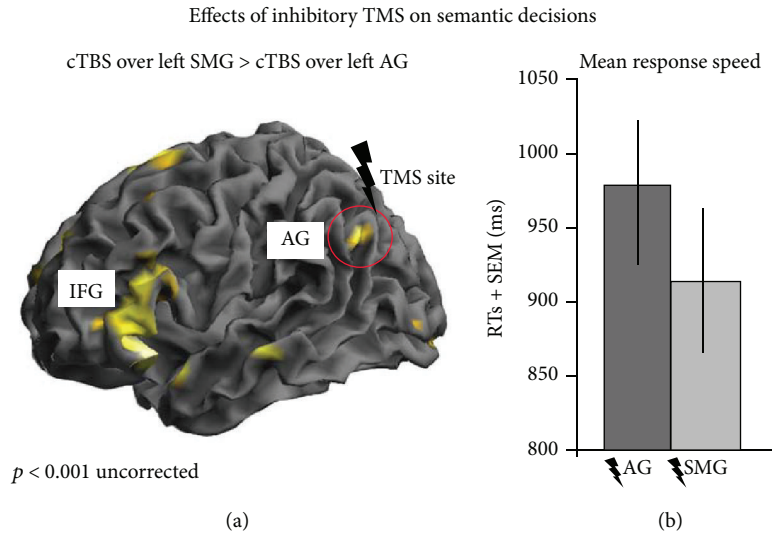 Effects of inhibitory TMS on semantic decisions
cTBS over left SMG > cTBS over left AG
TMS site
AG
IFG
p < 0.001 uncorrected
(a)
Mean response speed
RTs + SEM (ms)
1050
1000
950
900
850
800
AG
SMG
(b)